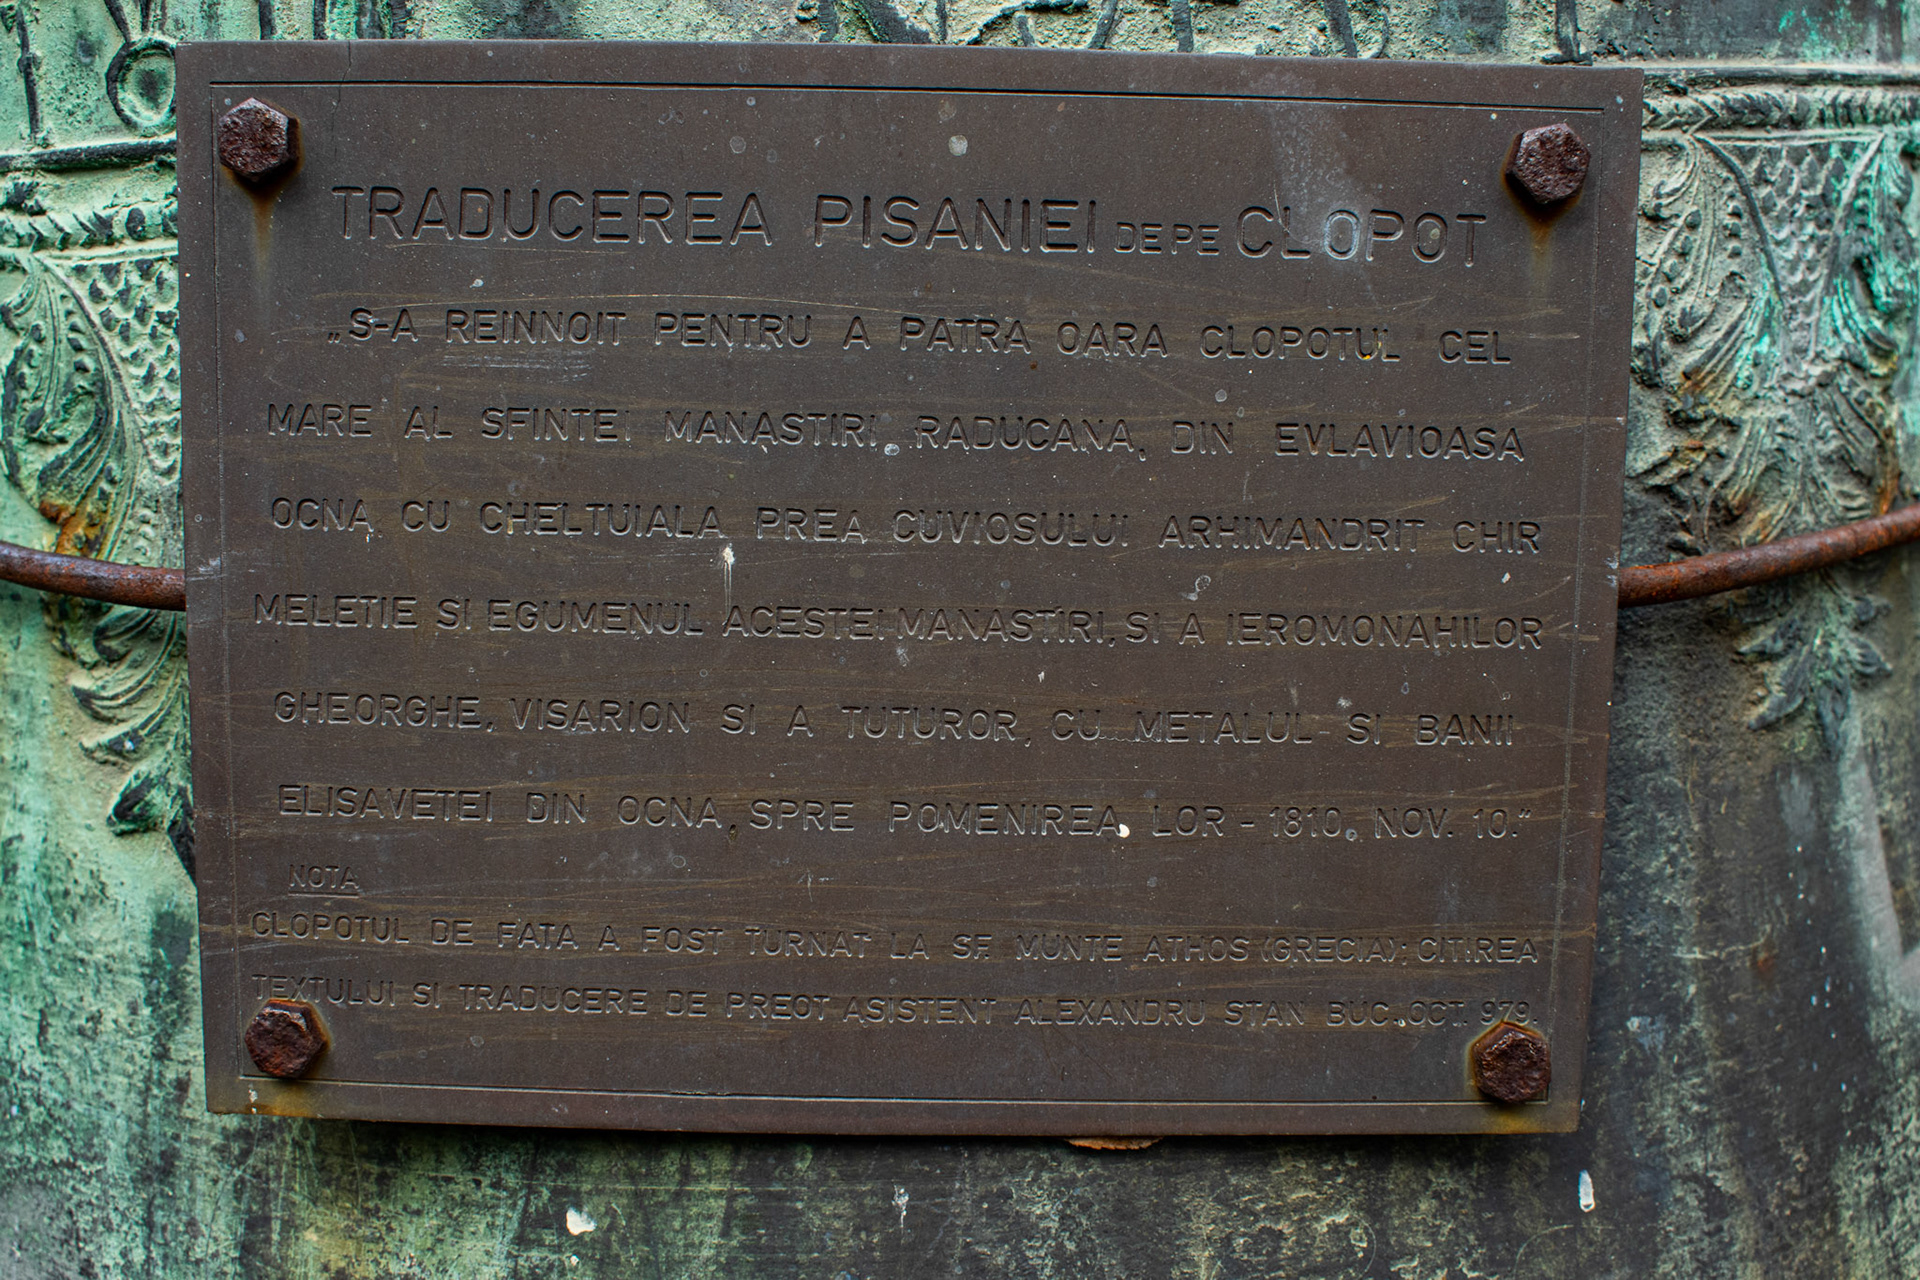 TRADUCEREA PISANIEI DE PE CLOPOT
„S-A REINNOIT PENTRU A PATRA OARA CLOPOTUL CEL
MARE AL SFINTEI MANASTIRI RADUCANA, DIN EVLAVIOASA
OCNA, CU CHELTUIALA PREA CUVIOSULUI ARHIMANDRIT CHIR
MELETIE SI EGUMENUL ACESTEI MANASTIRI, SI A IEROMONAHILOR
GHEORGHE, VISARION SI A TUTUROR, CU METALUL SI BANII
ELISAVETEI DIN OCNA, SPRE POMENIREA LOR - 1810, NOV. 10."
NOTA
CLOPOTUL DE FATA A FOST TURNAT LA SF. MUNTE ATHOS (GRECIA); CITIREA
TEXTULUI SI TRADUCERE DE PREOT ASISTENT ALEXANDRU STAN BUC. OCT. 979.